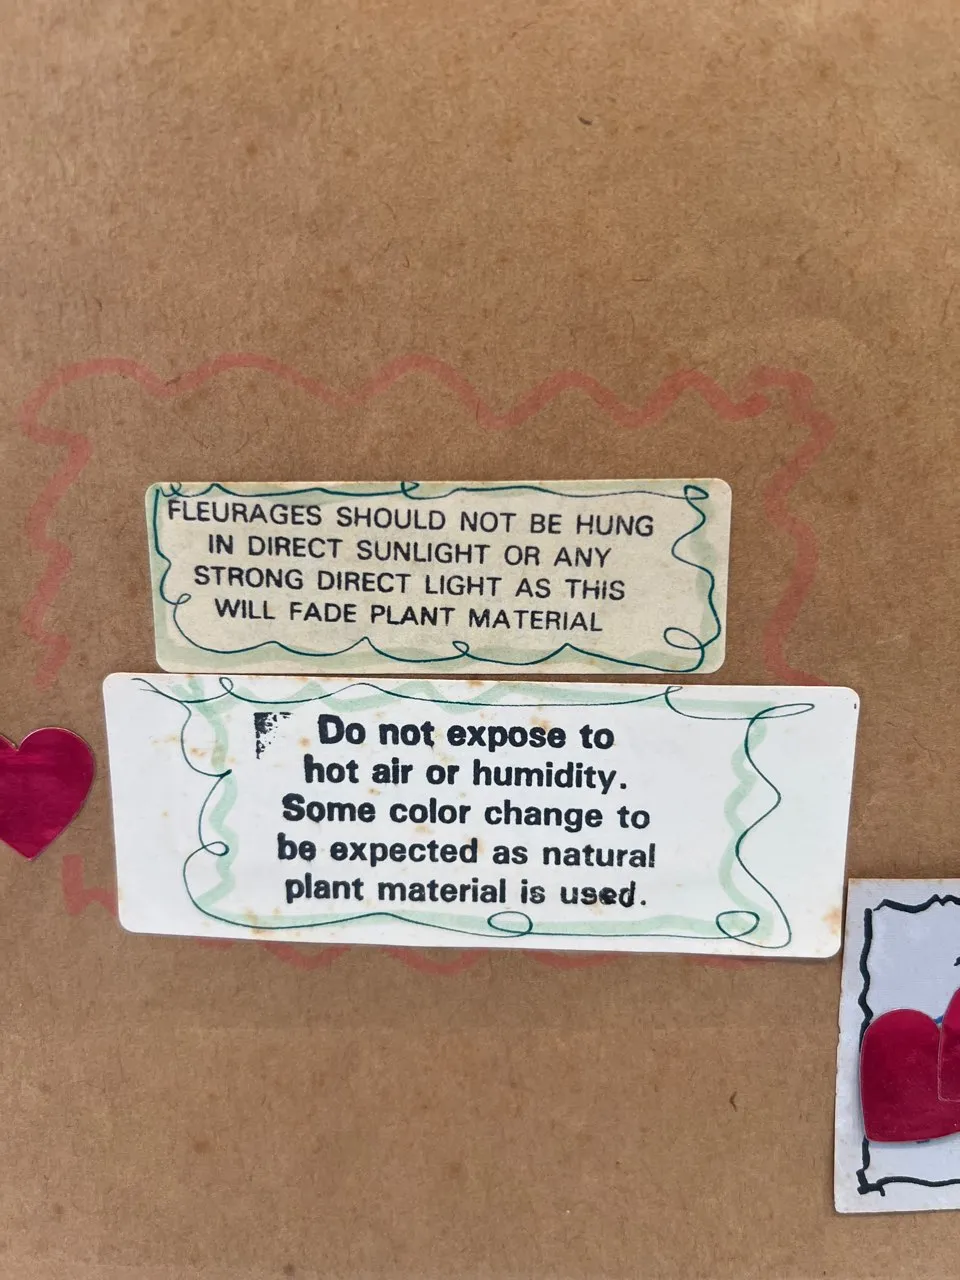 FLEURAGES SHOULD NOT BE HUNG
IN DIRECT SUNLIGHT OR ANY
STRONG DIRECT LIGHT AS THIS
WILL FADE PLANT MATERIAL
Do not expose to
hot air or humidity.
Some color change to
be expected as natural
plant material is used.